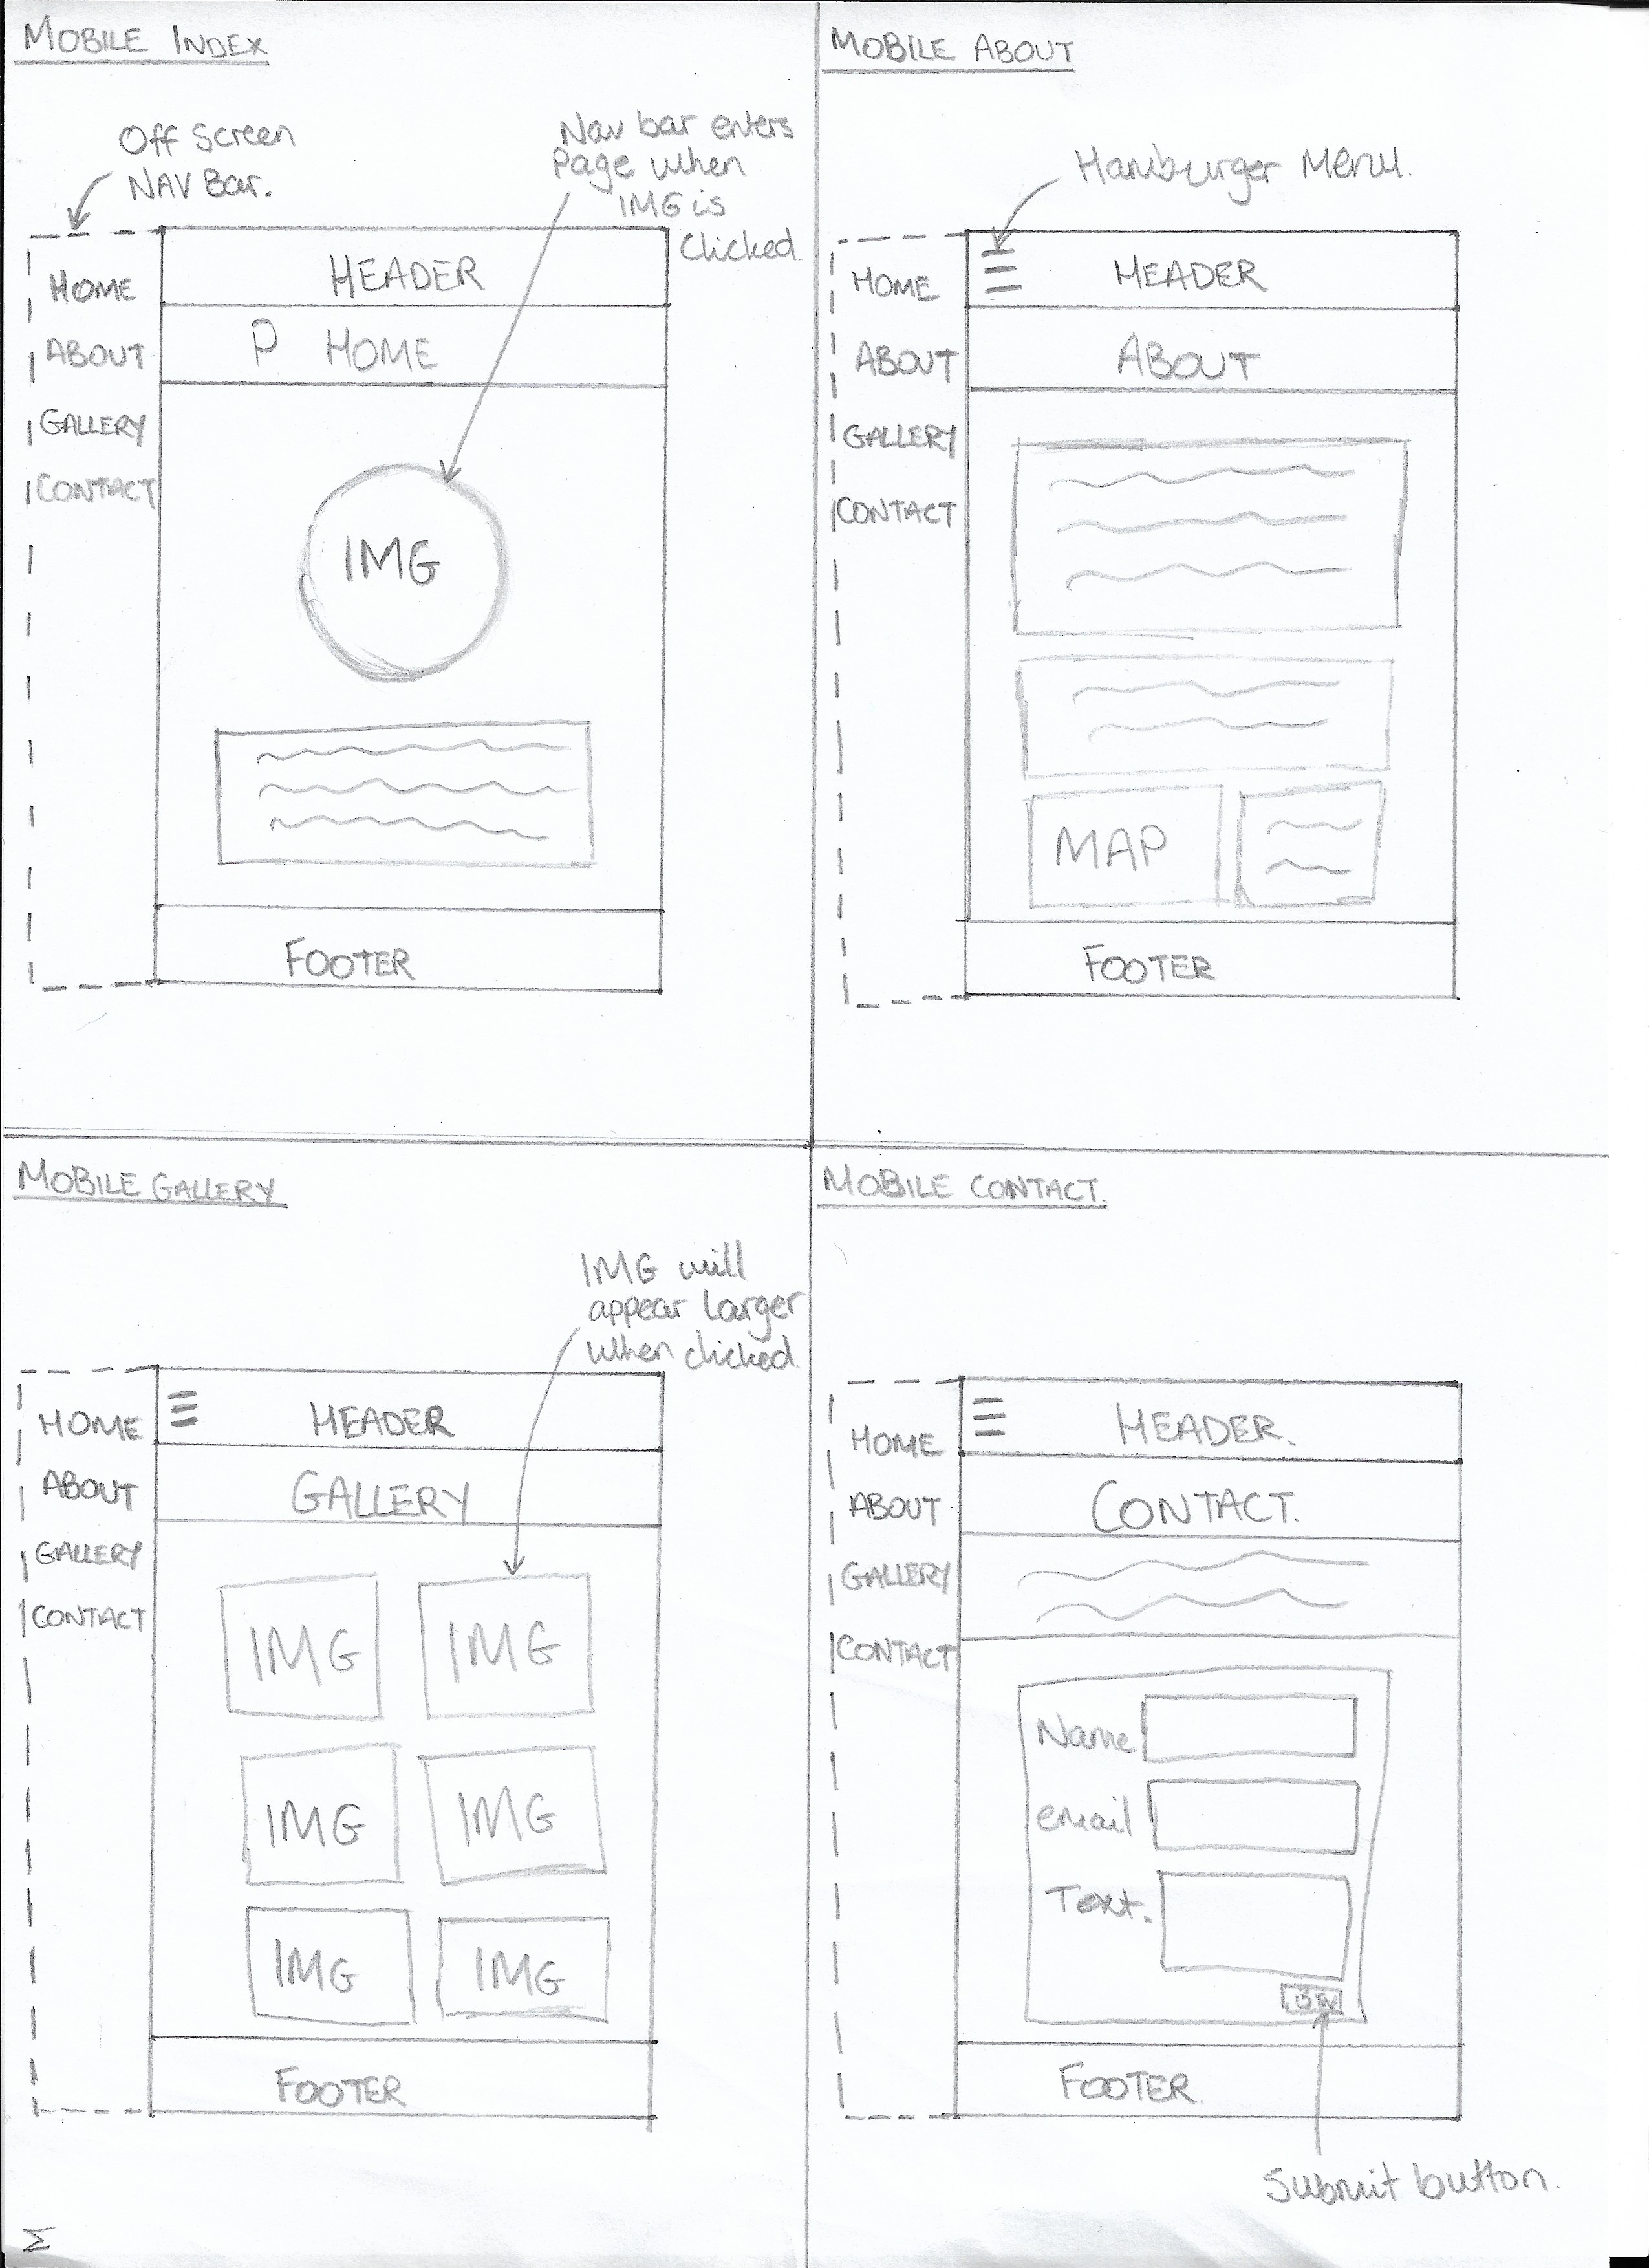 MOBILE INDEX
Off Screen
NAV Bar.
Nav bar enters
Page when
IMG is
Clicked.
HOME
ABOUT
GALLERY
CONTACT
HEADER
P HOME
IMG
FOOTER
MOBILE ABOUT
Hamburger Menu.
HOME
ABOUT
GALLERY
CONTACT
HEADER
ABOUT
MAP
FOOTER
MOBILE GALLERY
IMG will
appear Larger
when clicked
HOME
ABOUT
GALLERY
CONTACT
HEADER
GALLERY
IMG IMG
IMG IMG
IMG IMG
FOOTER
MOBILE CONTACT.
HOME
ABOUT
GALLERY
CONTACT
HEADER.
CONTACT.
Name
email
Text.
FOOTER
Submit button.